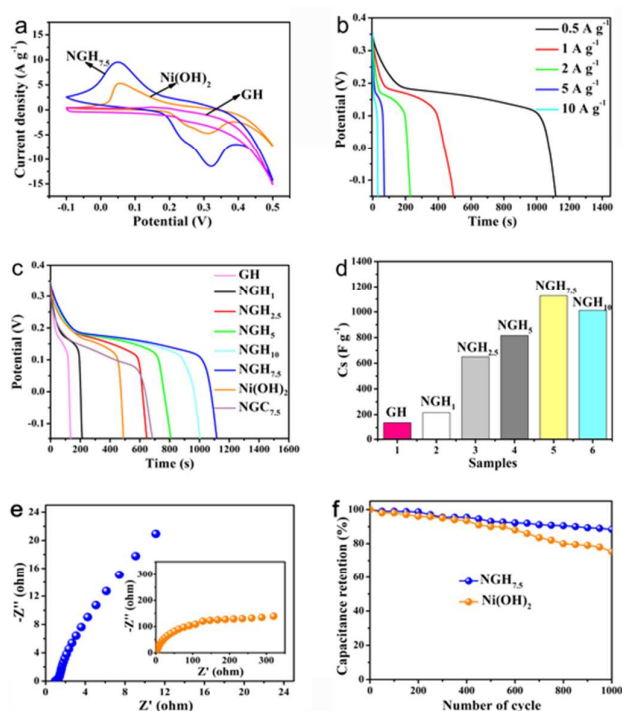 a
NGH7.5
Ni(OH)2
GH
Current density (A g-1)
15
10
5
0
-5
-10
-15
-0.1 0.0 0.1 0.2 0.3 0.4 0.5
Potential (V)
b
0.5 A g-1
1 A g-1
2 A g-1
5 A g-1
10 A g-1
Potential (V)
0.4
0.3
0.2
0.1
0.0
-0.1
0 200 400 600 800 1000 1200 1400
Time (s)
c
GH
NGH1
NGH2.5
NGH5
NGH10
NGH7.5
Ni(OH)2
NGC7.5
Potential (V)
0.4
0.3
0.2
0.1
0.0
-0.1
0 200 400 600 800 1000 1200 1400 1600
Time (s)
d
Cs (F g-1)
1400
1200
1000
800
600
400
200
0
GH
NGH1
NGH2.5
NGH5
NGH7.5
NGH10
1 2 3 4 5 6
Samples
e
-Z'' (ohm)
24
20
16
12
8
4
0
0 4 8 12 16 20 24
Z' (ohm)
-Z'' (ohm)
300
200
100
0
0 100 200 300
Z' (ohm)
f
Capacitance retention (%)
100
80
60
40
20
0
NGH7.5
Ni(OH)2
0 200 400 600 800 1000
Number of cycle